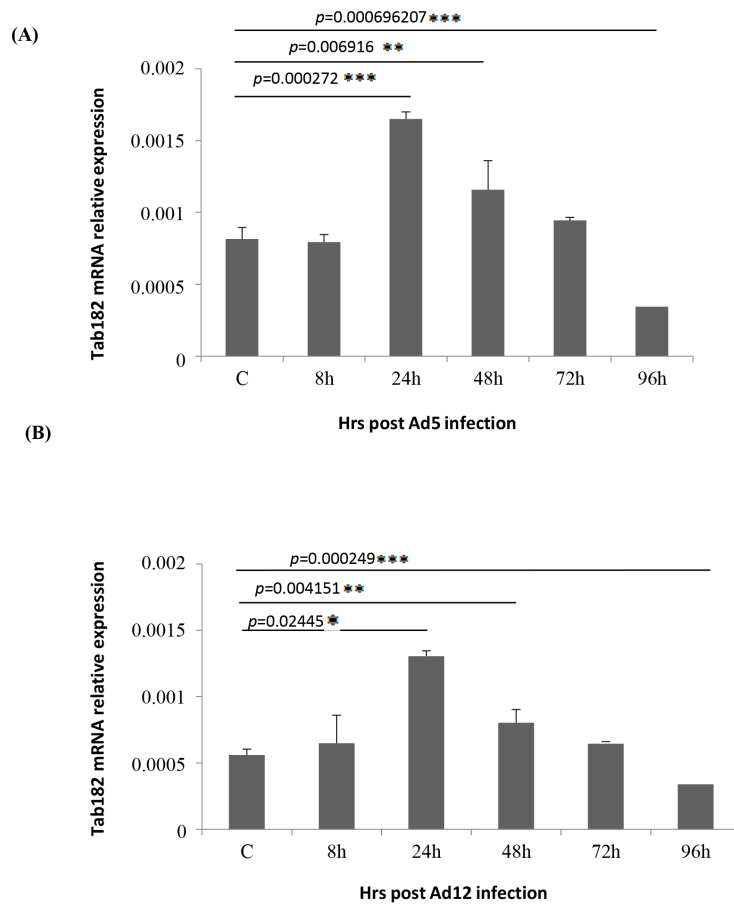 (A)
p=0.000696207 ***
p=0.006916 **
p=0.000272 ***
Tab182 mRNA relative expression
0.002
0.0015
0.001
0.0005
0
C 8h 24h 48h 72h 96h
Hrs post Ad5 infection
(B)
p=0.000249***
p=0.004151 **
p=0.02445 *
Tab182 mRNA relative expression
0.002
0.0015
0.001
0.0005
0
C 8h 24h 48h 72h 96h
Hrs post Ad12 infection